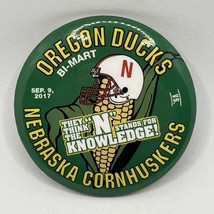 OREGON DUCKS
BI-MART
SEP. 9,
2017
N
THEY THINK THE "N" STANDS FOR
KNOWLEDGE!
NEBRASKA CORNHUSKERS